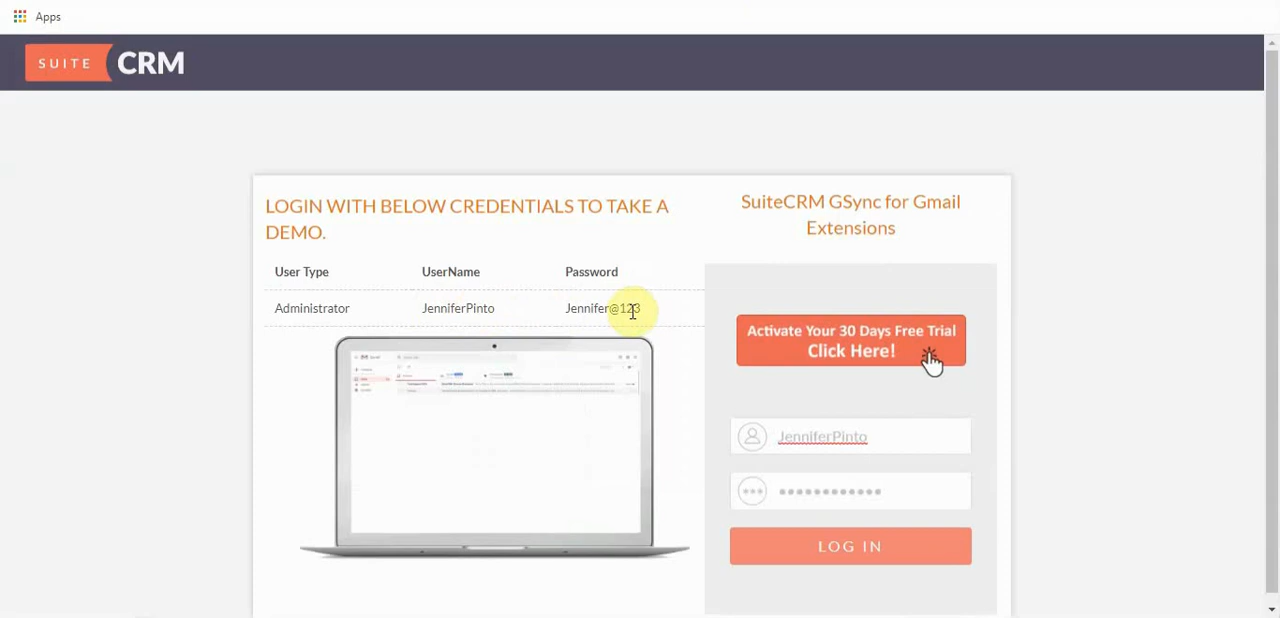 Apps
SUITE CRM
LOGIN WITH BELOW CREDENTIALS TO TAKE A
DEMO.
User Type UserName Password
Administrator JenniferPinto Jennifer@123
SuiteCRM GSync for Gmail
Extensions
Activate Your 30 Days Free Trial
Click Here!
JenniferPinto
••••••••••••
LOG IN